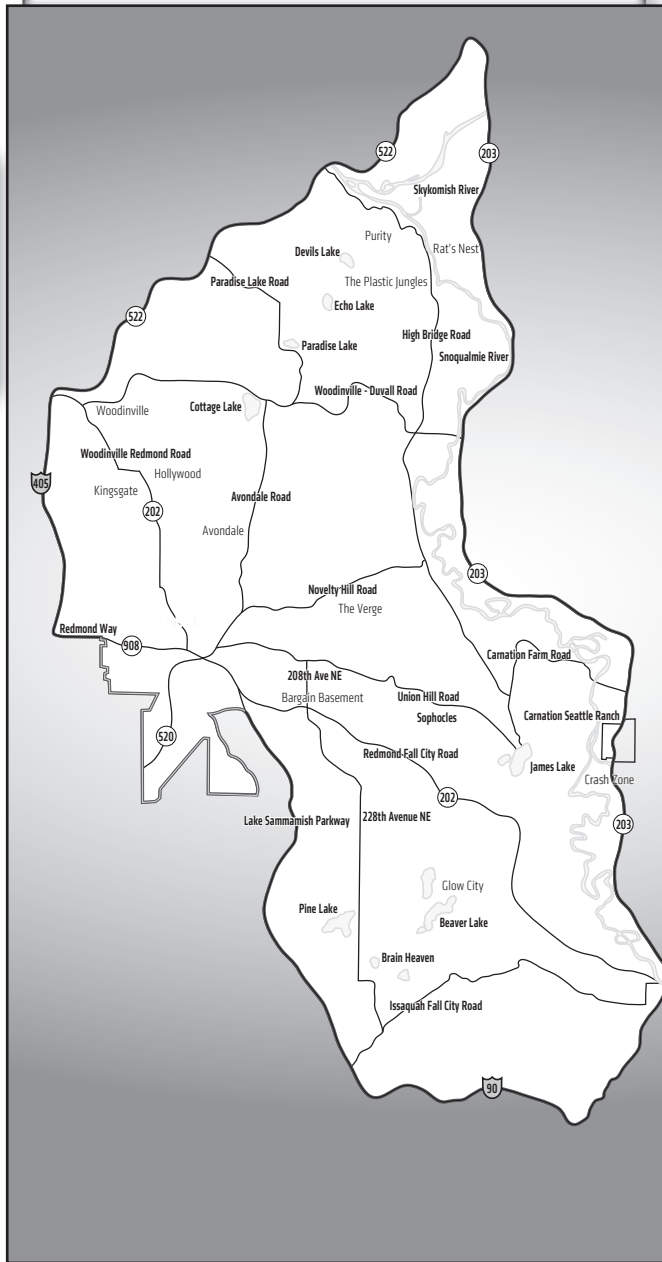 522
203
Skykomish River
Purity
Rat's Nest
Devils Lake
Paradise Lake Road
The Plastic Jungles
Echo Lake
522
High Bridge Road
Paradise Lake
Snoqualmie River
Woodinville - Duvall Road
Woodinville
Cottage Lake
Woodinville Redmond Road
Hollywood
405
Kingsgate
Avondale Road
202
Avondale
203
Novelty Hill Road
The Verge
Redmond Way
908
Carnation Farm Road
208th Ave NE
Bargain Basement
Union Hill Road
Sophocles
Carnation Seattle Ranch
520
Redmond-Fall City Road
James Lake
Crash Zone
202
Lake Sammamish Parkway
228th Avenue NE
203
Glow City
Pine Lake
Beaver Lake
Brain Heaven
Issaquah Fall City Road
90